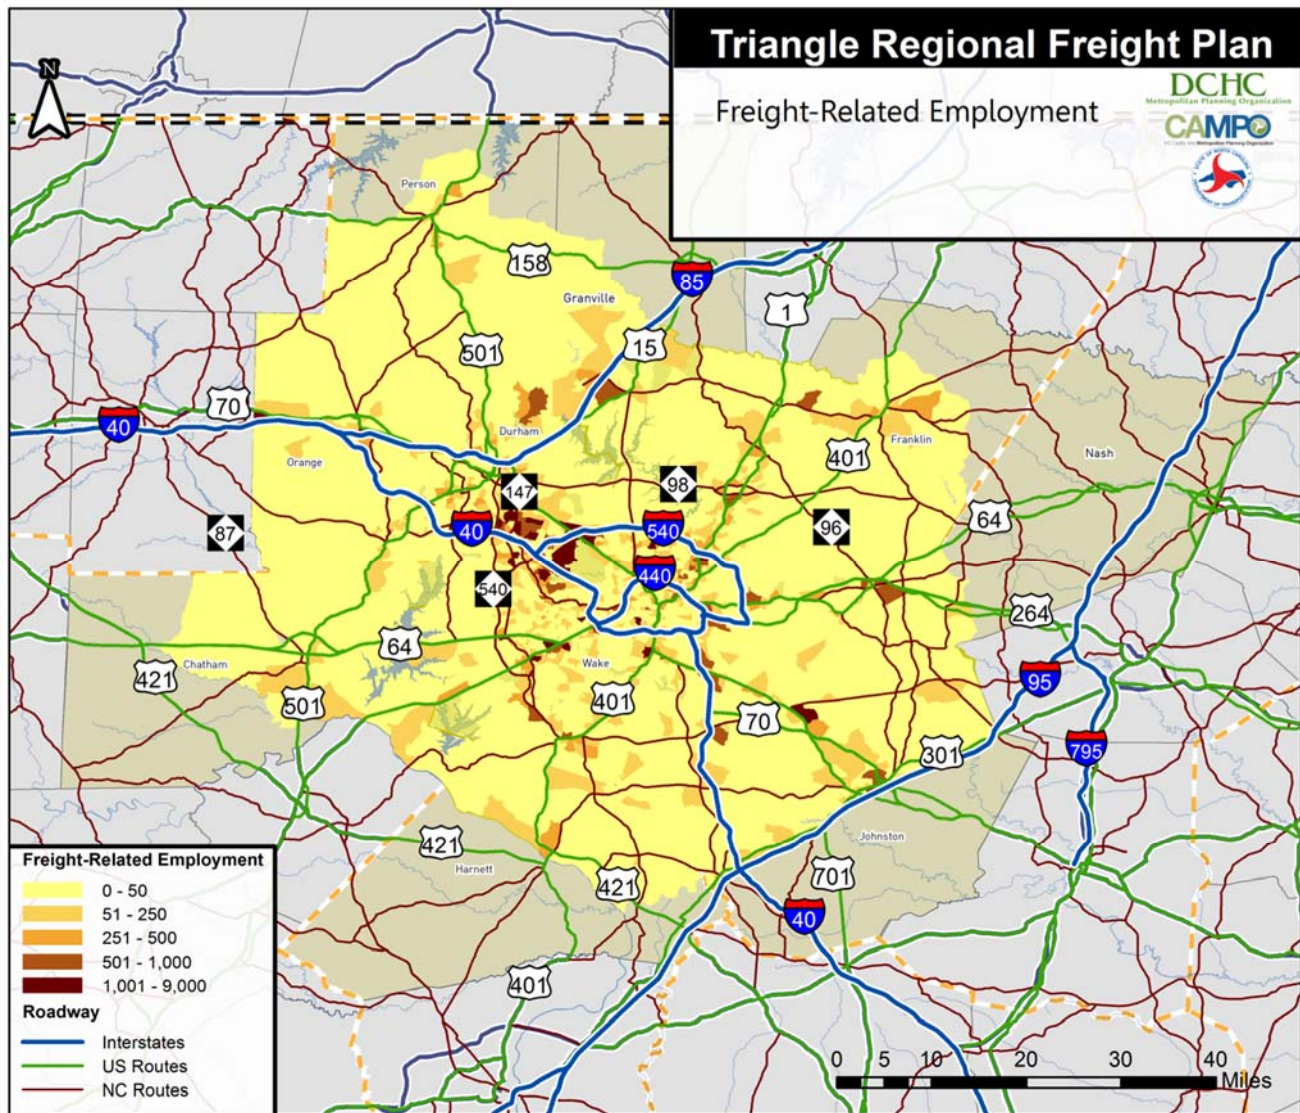 Triangle Regional Freight Plan
Freight-Related Employment
DCHC
Metropolitan Planning Organization
CAMPO
N
Person
158
85
Granville
1
501
15
70
40
Durham
Franklin
401
Nash
Orange
147
98
87
40
540
96
64
440
540
264
64
Wake
Chatham
421
501
401
70
95
301
795
421
Harnett
Johnston
421
701
40
401
Freight-Related Employment
0 - 50
51 - 250
251 - 500
501 - 1,000
1,001 - 9,000
Roadway
Interstates
US Routes
NC Routes
0 5 10 20 30 40
Miles